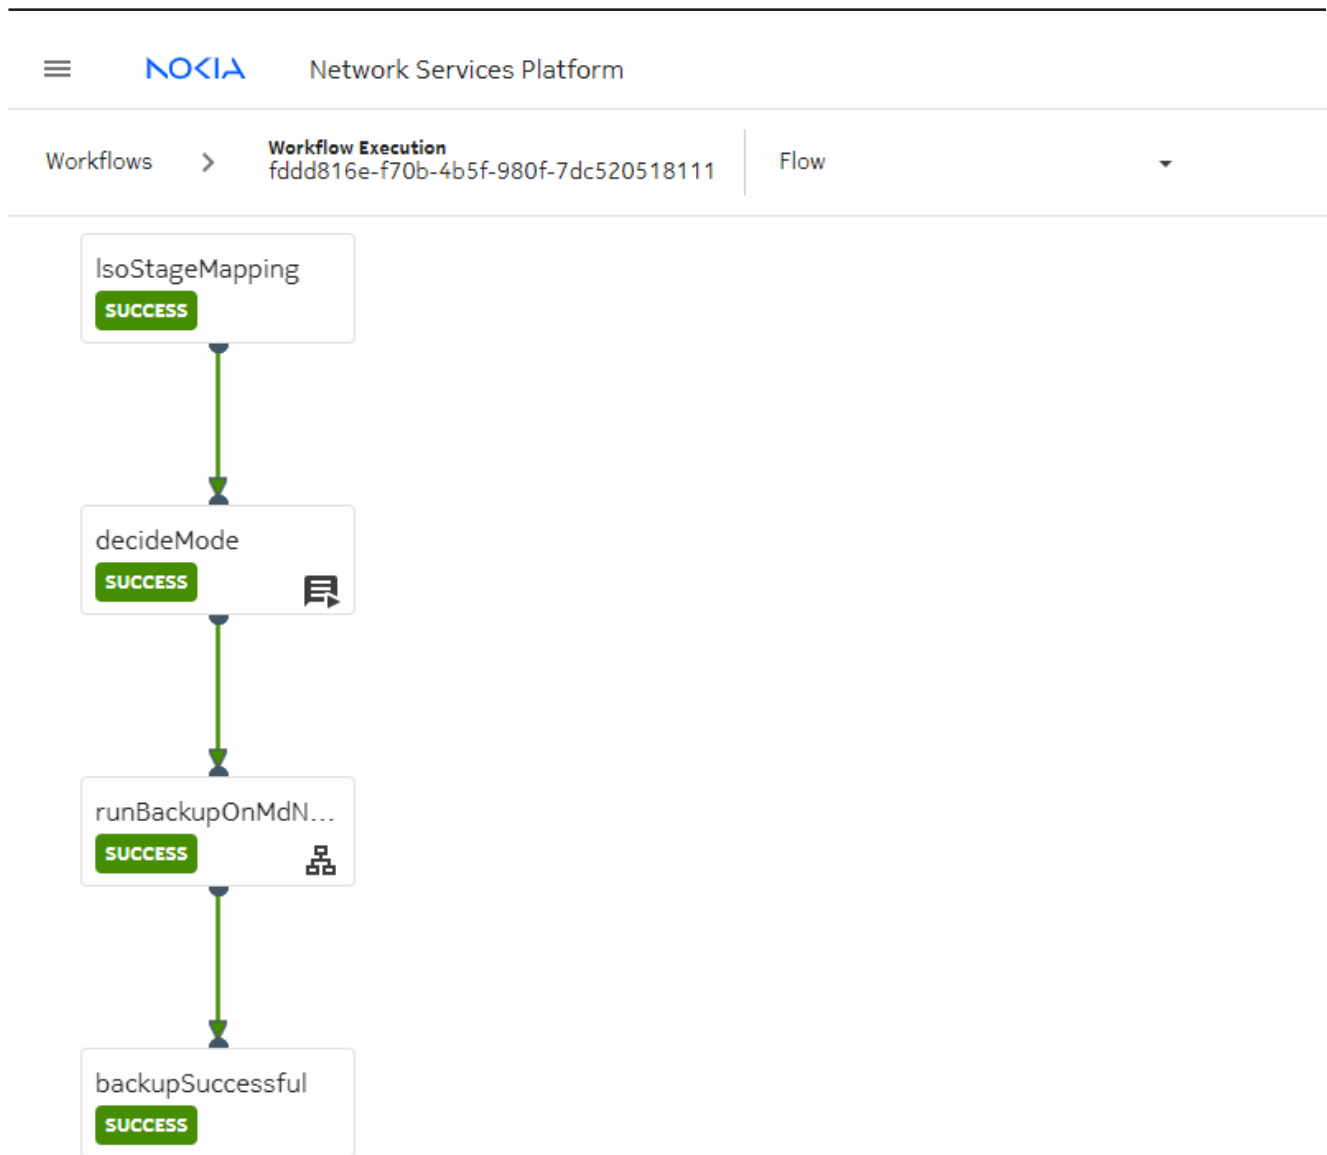 NOKIA Network Services Platform
Workflows
Workflow Execution
fddd816e-f70b-4b5f-980f-7dc520518111
Flow
lsoStageMapping
SUCCESS
decideMode
SUCCESS
runBackupOnMdN...
SUCCESS
backupSuccessful
SUCCESS